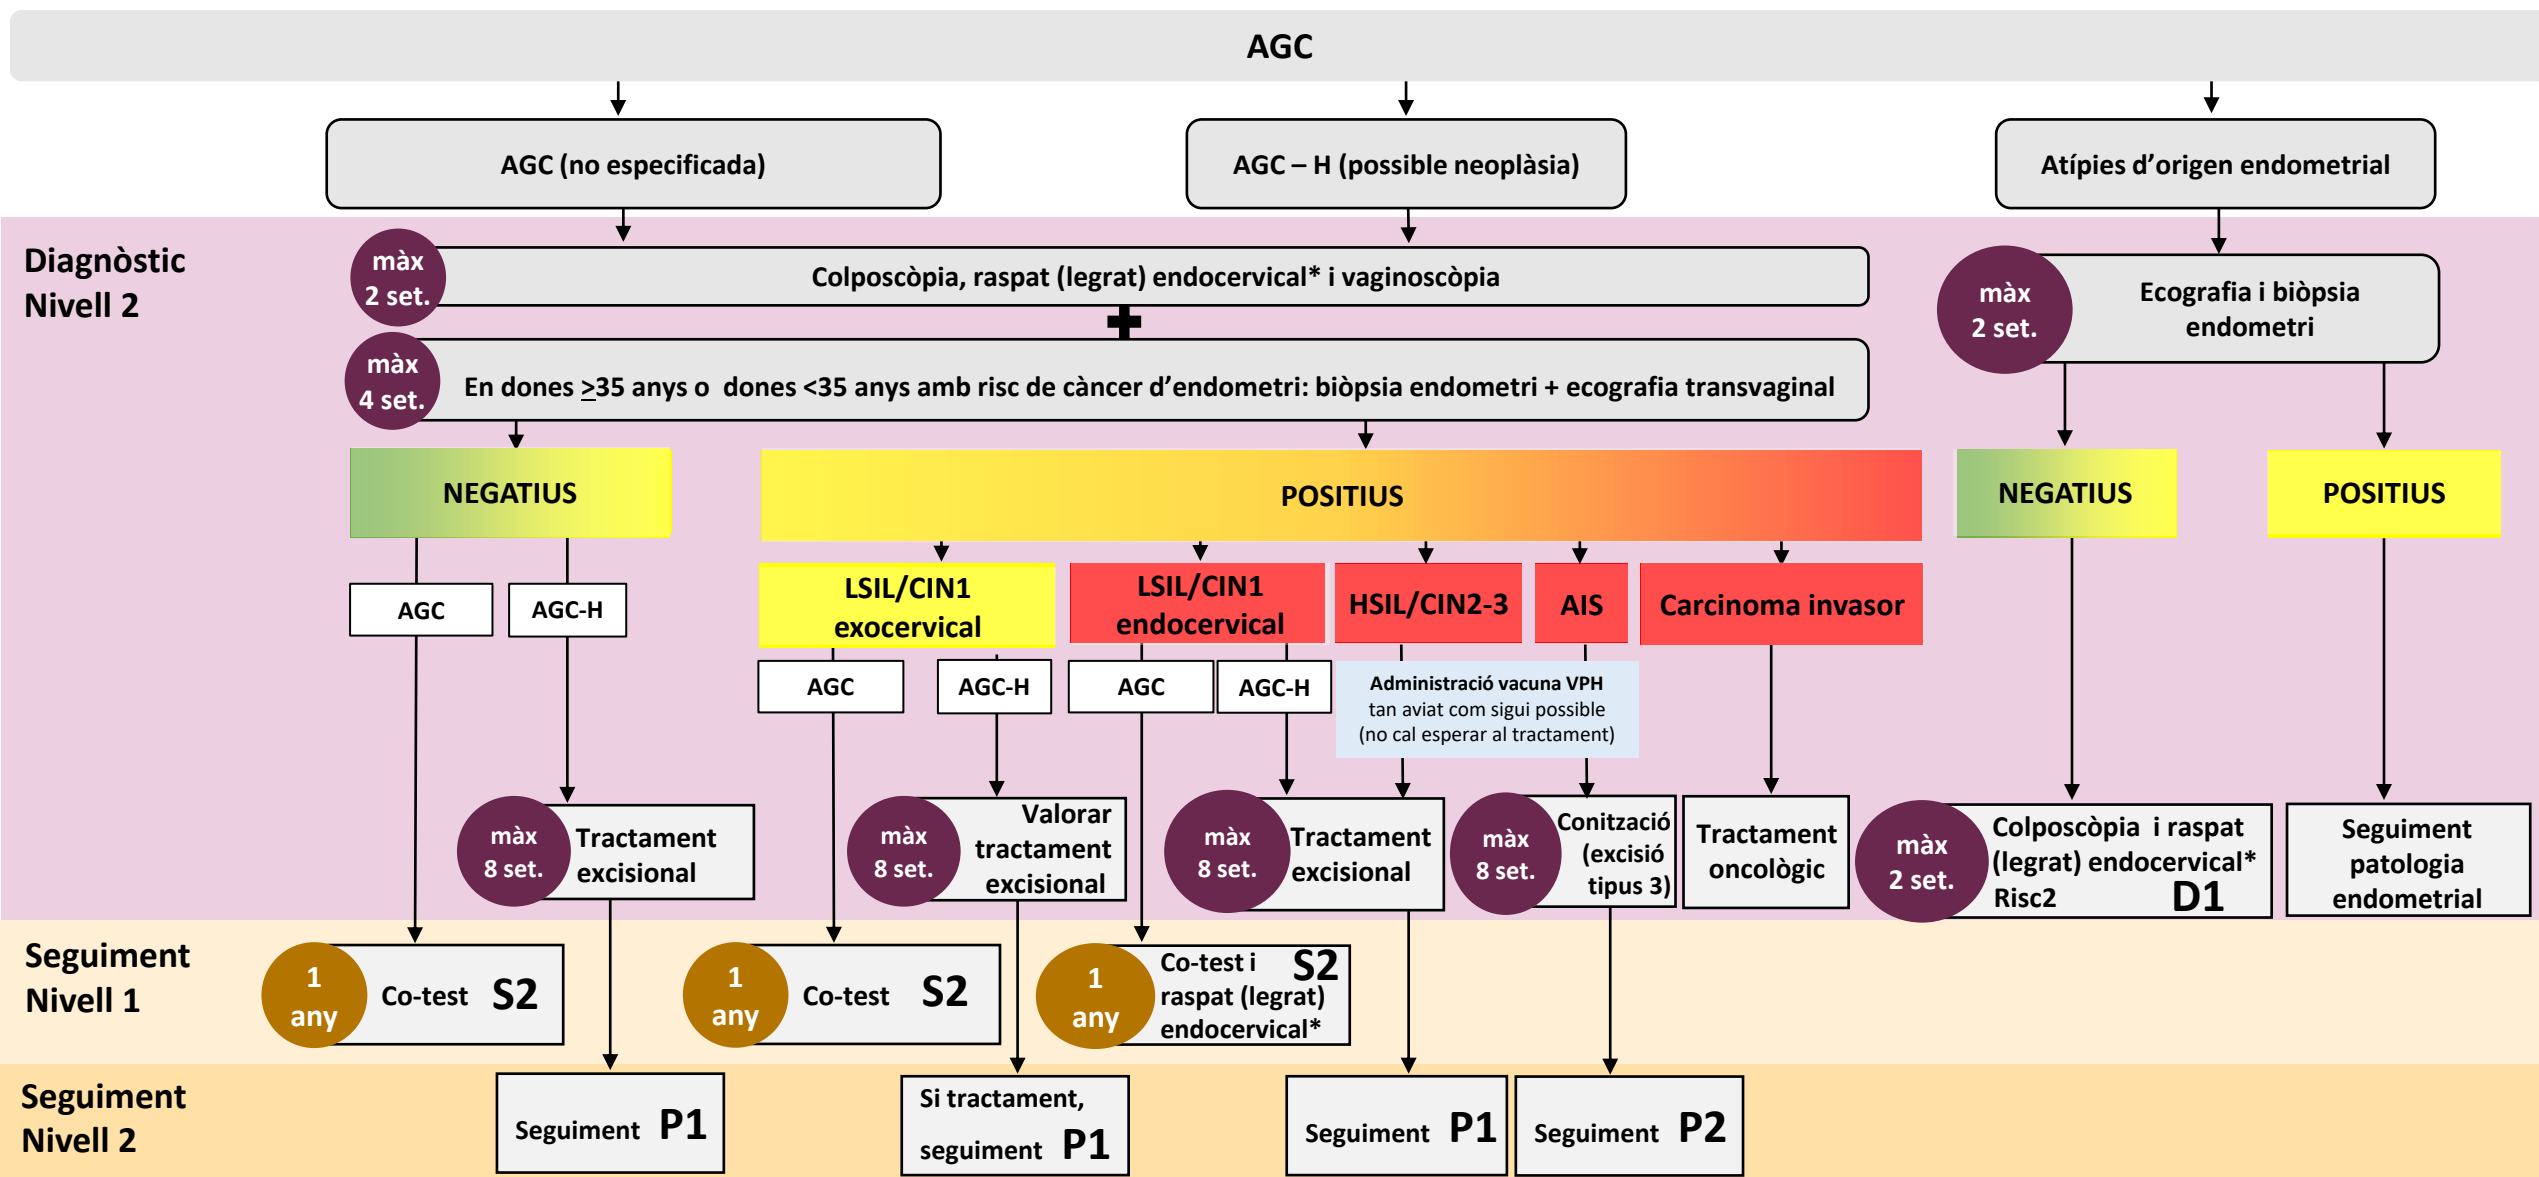 AGC
AGC (no especificada)
AGC – H (possible neoplàsia)
Atípies d'origen endometrial
Diagnòstic
Nivell 2
màx
2 set.
Colposcòpia, raspat (legrat) endocervical* i vaginoscòpia
màx
2 set.
Ecografia i biòpsia
endometri
màx
4 set.
En dones ≥35 anys o dones <35 anys amb risc de càncer d'endometri: biòpsia endometri + ecografia transvaginal
NEGATIUS
POSITIUS
NEGATIUS
POSITIUS
AGC
AGC-H
LSIL/CIN1
exocervical
LSIL/CIN1
endocervical
HSIL/CIN2-3
AIS
Carcinoma invasor
AGC
AGC-H
AGC
AGC-H
Administració vacuna VPH
tan aviat com sigui possible
(no cal esperar al tractament)
màx
8 set.
Tractament
excisional
màx
8 set.
Valorar
tractament
excisional
màx
8 set.
Tractament
excisional
màx
8 set.
Conització
(excisió
tipus 3)
Tractament
oncològic
màx
2 set.
Colposcòpia i raspat
(legrat) endocervical*
Risc2 D1
Seguiment
patologia
endometrial
Seguiment
Nivell 1
1
any
Co-test S2
1
any
Co-test S2
1
any
Co-test i S2
raspat (legrat)
endocervical*
Seguiment
Nivell 2
Seguiment P1
Si tractament,
seguiment P1
Seguiment P1
Seguiment P2